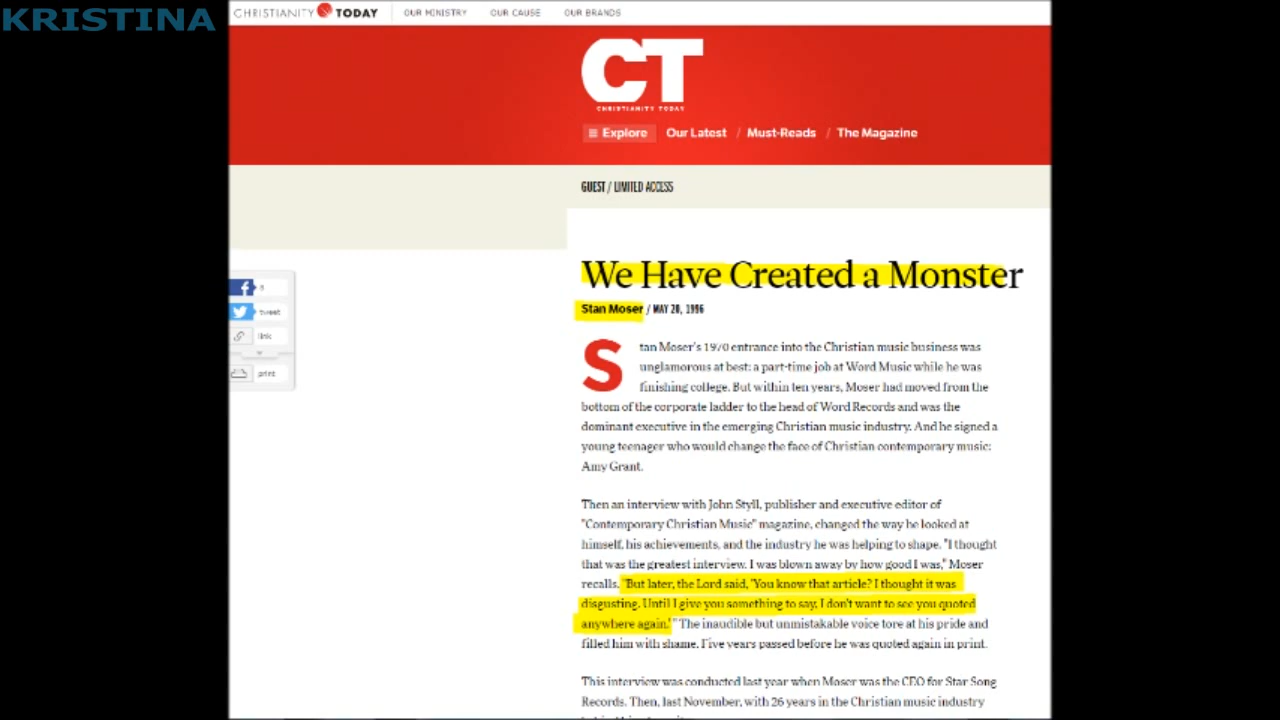 KRISTINA
CHRISTIANITY TODAY OUR MINISTRY OUR CAUSE OUR BRANDS
CT
CHRISTIANITY TODAY
Explore Our Latest / Must-Reads / The Magazine
GUEST / LIMITED ACCESS
We Have Created a Monster
Stan Moser / MAY 20, 1996
Stan Moser's 1970 entrance into the Christian music business was
unglamorous at best: a part-time job at Word Music while he was
finishing college. But within ten years, Moser had moved from the
bottom of the corporate ladder to the head of Word Records and was the
dominant executive in the emerging Christian music industry. And he signed a
young teenager who would change the face of Christian contemporary music:
Amy Grant.
Then an interview with John Styll, publisher and executive editor of
"Contemporary Christian Music" magazine, changed the way he looked at
himself, his achievements, and the industry he was helping to shape. "I thought
that was the greatest interview. I was blown away by how good I was," Moser
recalls. "But later, the Lord said, 'You know that article? I thought it was
disgusting. Until I give you something to say, I don't want to see you quoted
anywhere again.' " The inaudible but unmistakable voice tore at his pride and
filled him with shame. Five years passed before he was quoted again in print.
This interview was conducted last year when Moser was the CEO for Star Song
Records. Then, last November, with 26 years in the Christian music industry
tweet
link
print